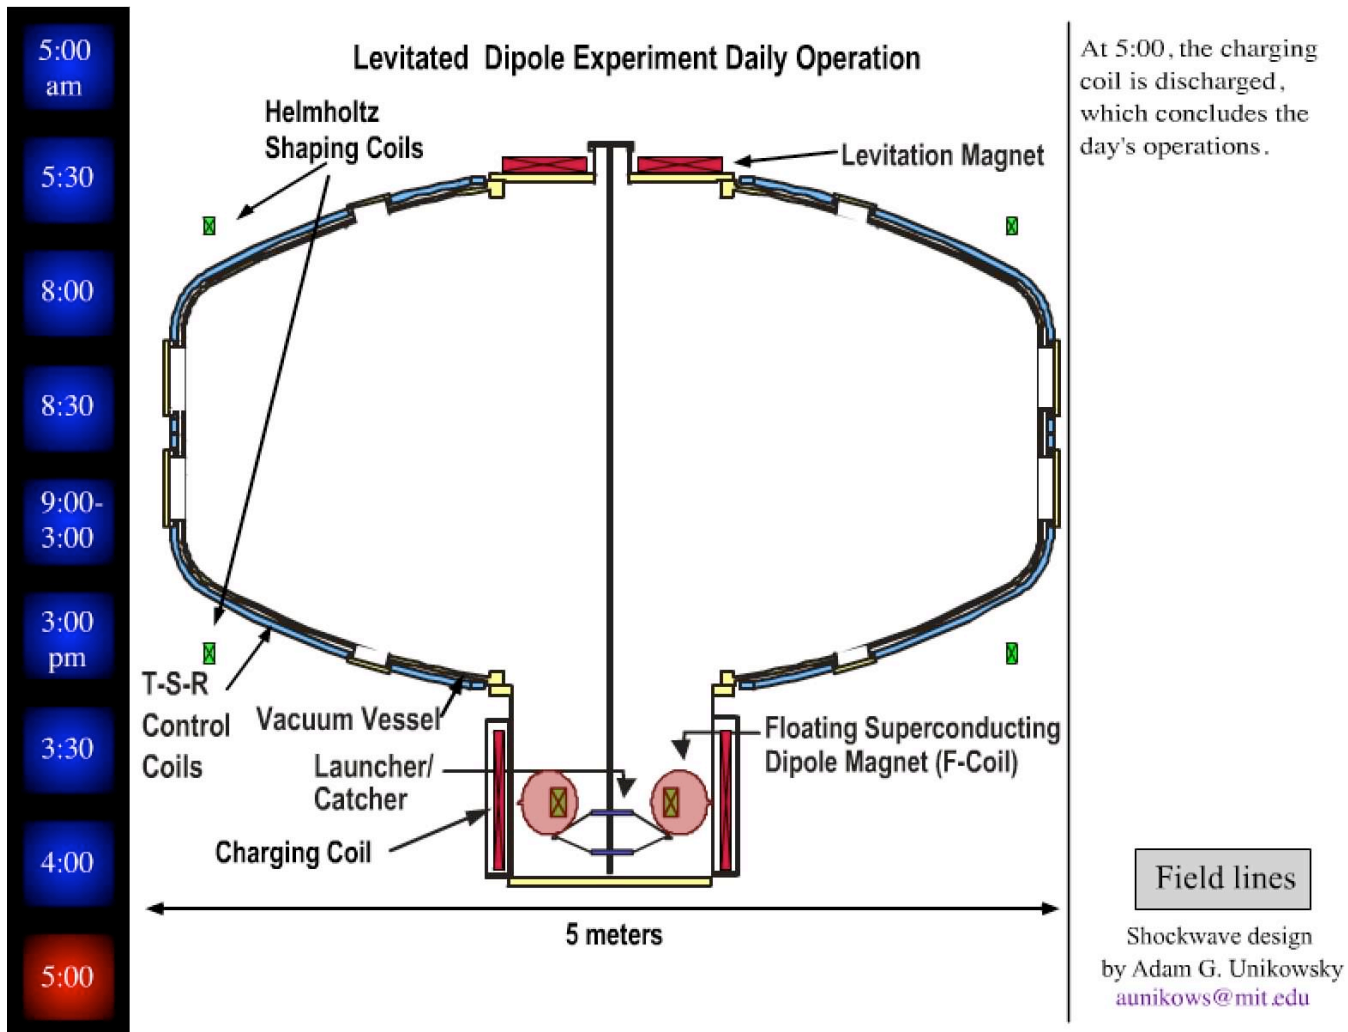 5:00
am
5:30
8:00
8:30
9:00-
3:00
3:00
pm
3:30
4:00
5:00
Levitated Dipole Experiment Daily Operation
Helmholtz
Shaping Coils
Levitation Magnet
T-S-R
Control
Coils
Vacuum Vessel
Launcher/
Catcher
Charging Coil
Floating Superconducting
Dipole Magnet (F-Coil)
5 meters
At 5:00, the charging
coil is discharged,
which concludes the
day's operations.
Field lines
Shockwave design
by Adam G. Unikowsky
aunikows@mit.edu